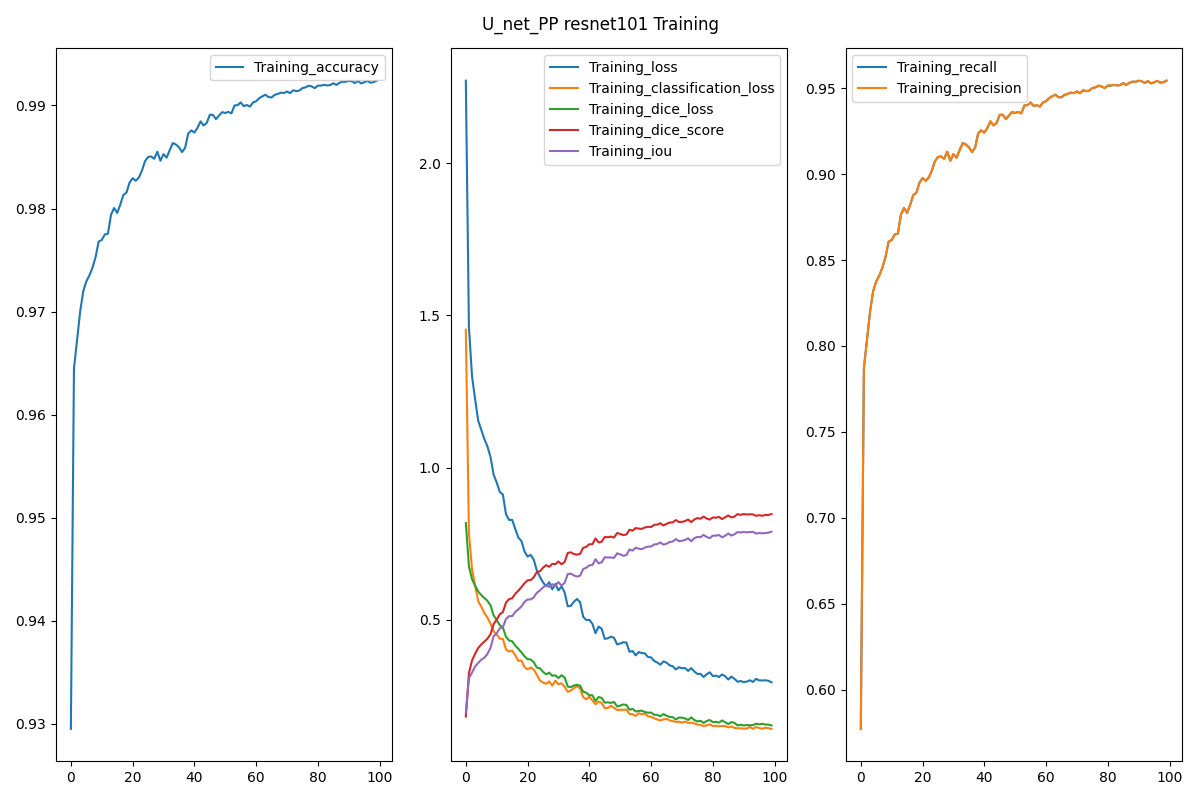 U_net_PP resnet101 Training
Training_accuracy
0.99
0.98
0.97
0.96
0.95
0.94
0.93
0 20 40 60 80 100
Training_loss
Training_classification_loss
Training_dice_loss
Training_dice_score
Training_iou
2.0
1.5
1.0
0.5
0 20 40 60 80 100
Training_recall
Training_precision
0.95
0.90
0.85
0.80
0.75
0.70
0.65
0.60
0 20 40 60 80 100